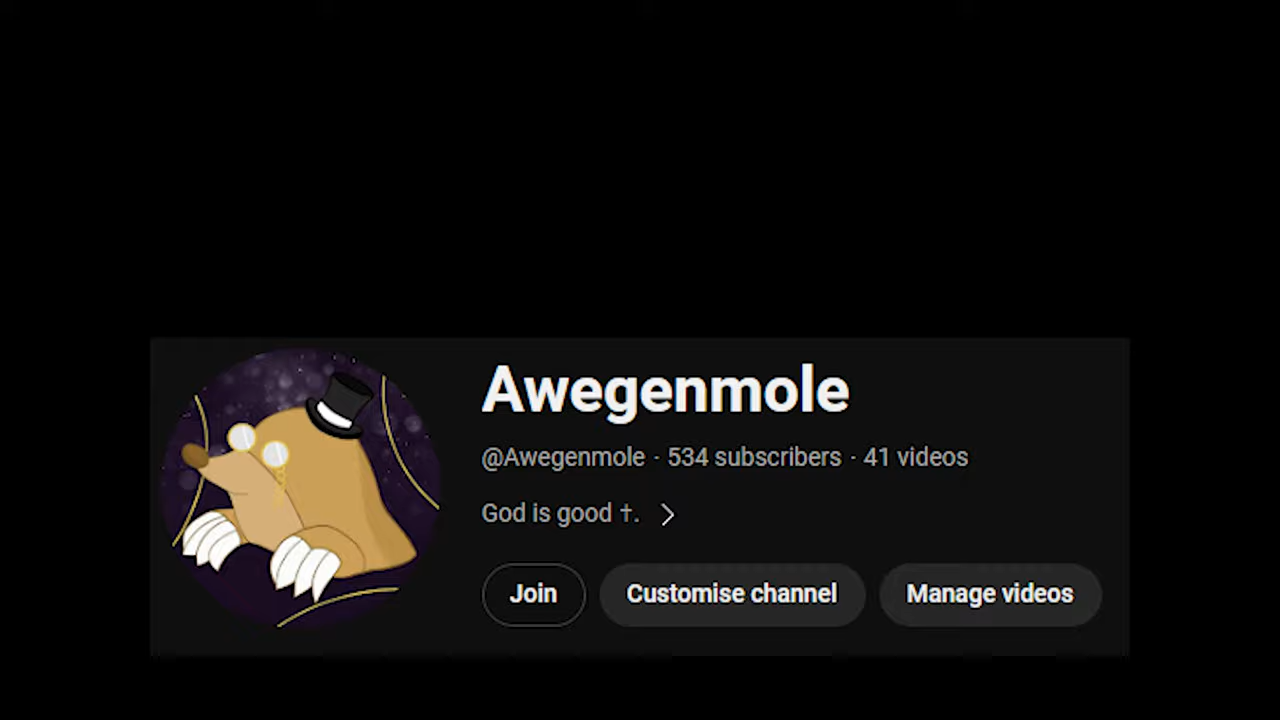 Awegenmole
@Awegenmole · 534 subscribers · 41 videos
God is good †.
Join
Customise channel
Manage videos